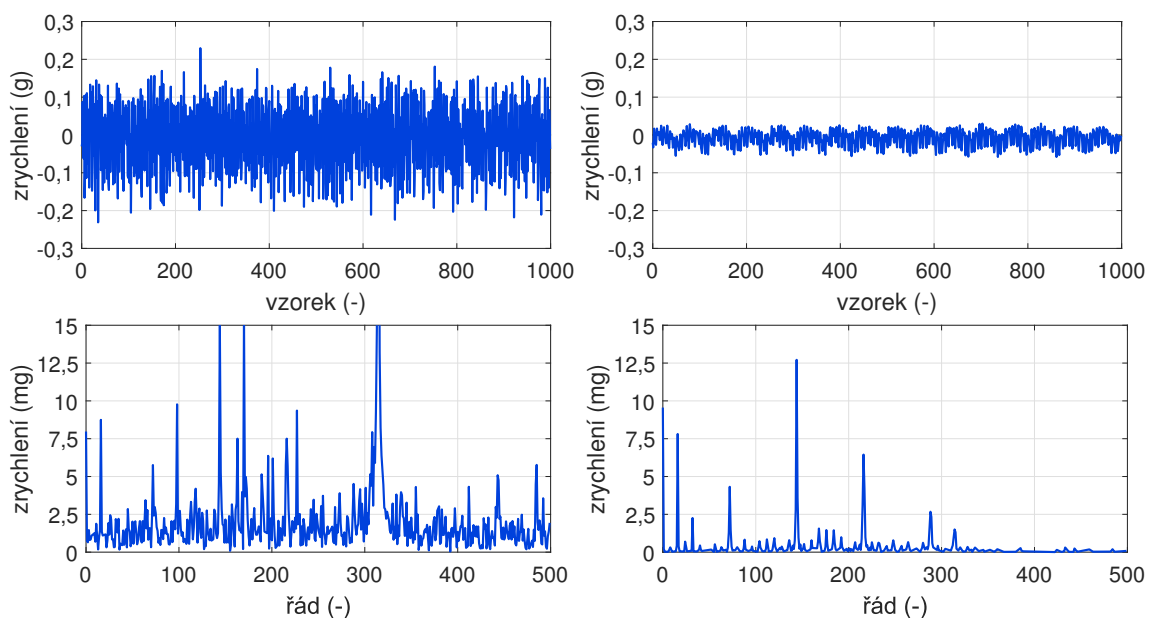 zrychlení (g)
0,3
0,2
0,1
0
-0,1
-0,2
-0,3
0 200 400 600 800 1000
vzorek (-)
zrychlení (g)
0,3
0,2
0,1
0
-0,1
-0,2
-0,3
0 200 400 600 800 1000
vzorek (-)
zrychlení (mg)
15
12,5
10
7,5
5
2,5
0
0 100 200 300 400 500
řád (-)
zrychlení (mg)
15
12,5
10
7,5
5
2,5
0
0 100 200 300 400 500
řád (-)